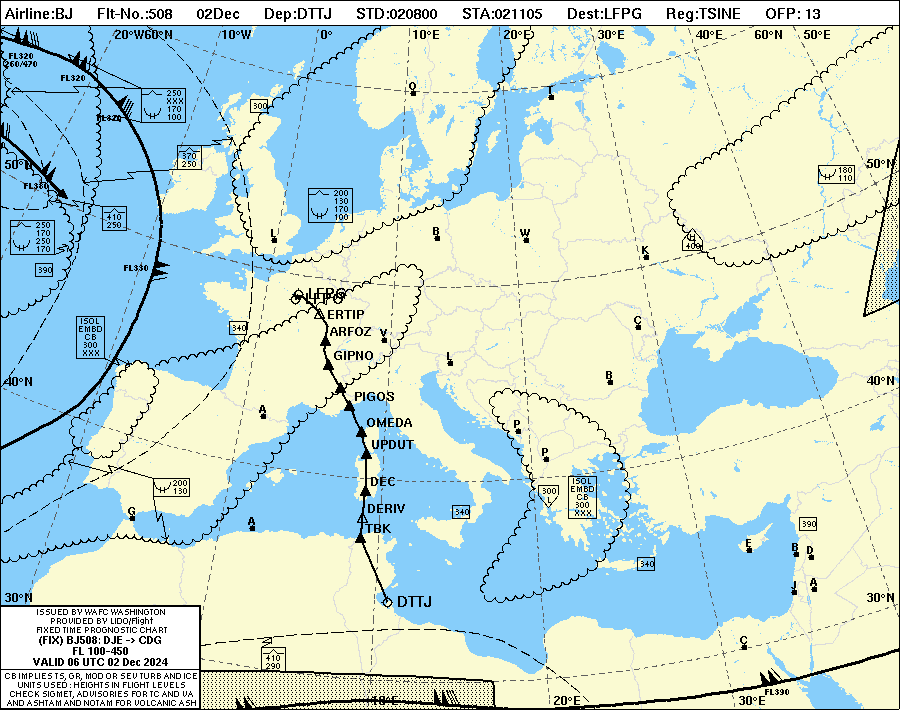 Airline:BJ Flt-No.:508 02Dec Dep:DTTJ STD:020800 STA:021105 Dest:LFPG Reg:TSINE OFP: 13
20°W60°N 10°W 0° 10°E 20°E 30°E 40°E 60°N 50°E
FL320
260/470
FL320
FL320
250
XXX
170
100
300
O
T
50°N
370
250
50°N
180
110
FL380
410
250
200
130
170
100
250
170
250
170
L
B
W
H
400
K
390
FL330
LFPG
ERTIP
340
ARFOZ
V
C
ISOL
EMBD
CB
300
XXX
GIPNO
L
40°N
B
40°N
PIGOS
A
OMEDA
P
UPDUT
P
DEC
200
130
300
L
ISOL
EMBD
CB
300
XXX
DERIV
340
G
A
TBK
390
E
B
D
340
J
A
30°N
DTTJ
30°N
ISSUED BY WAFC WASHINGTON
PROVIDED BY LIDO/Flight
FIXED TIME PROGNOSTIC CHART
(FIX) BJ508: DJE -> CDG
FL 100-450
VALID 06 UTC 02 Dec 2024
CB IMPLIES TS, GR, MOD OR SEV TURB AND ICE
UNITS USED : HEIGHTS IN FLIGHT LEVELS
CHECK SIGMET, ADVISORIES FOR TC AND VA
AND ASHTAM AND NOTAM FOR VOLCANIC ASH
410
290
C
FL390
10°E 20°E 30°E